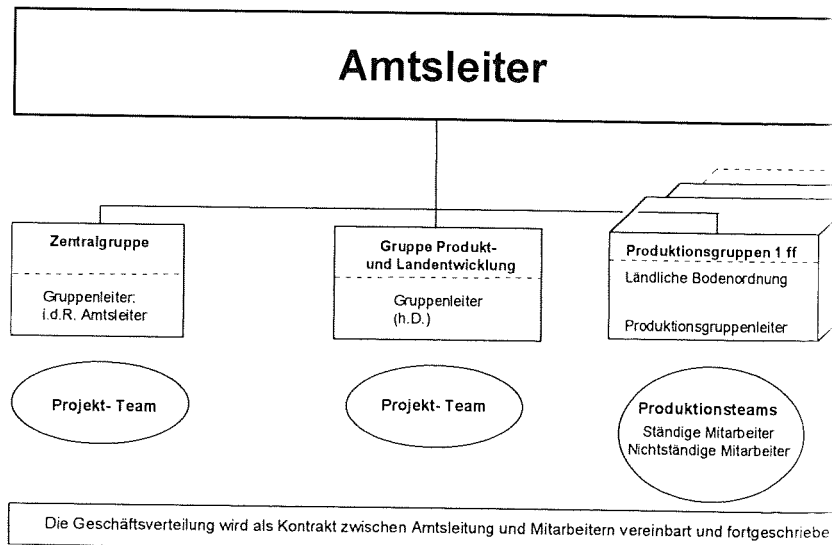 Amtsleiter
Zentralgruppe
Gruppenleiter:
i.d.R. Amtsleiter
Gruppe Produkt-
und Landentwicklung
Gruppenleiter
(h.D.)
Produktionsgruppen 1 ff
Ländliche Bodenordnung
Produktionsgruppenleiter
Projekt- Team
Projekt- Team
Produktionsteams
Ständige Mitarbeiter
Nichtständige Mitarbeiter
Die Geschäftsverteilung wird als Kontrakt zwischen Amtsleitung und Mitarbeitern vereinbart und fortgeschriebe